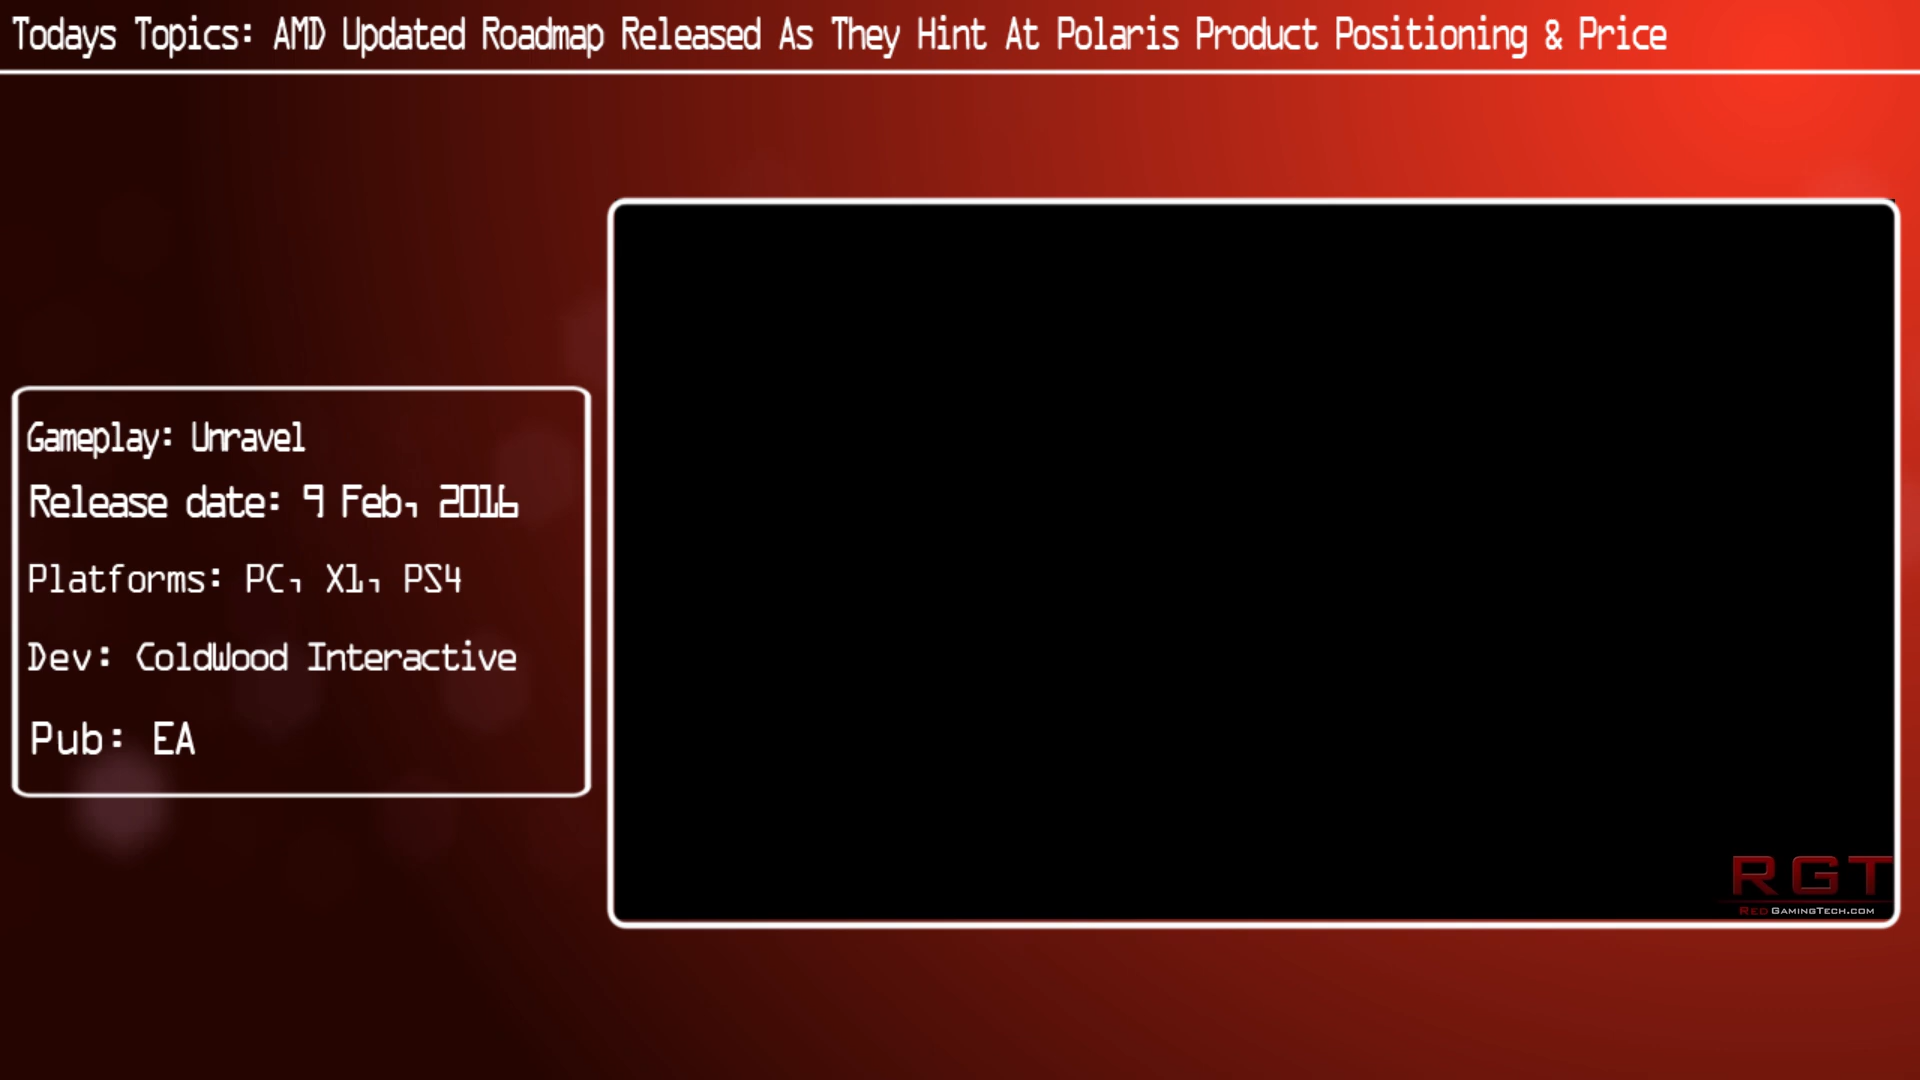 Todays Topics: AMD Updated Roadmap Released As They Hint At Polaris Product Positioning & Price
Gameplay: Unravel
Release date: 9 Feb, 2016
Platforms: PC, X1, PS4
Dev: ColdWood Interactive
Pub: EA
RGT
RedGamingTech.com